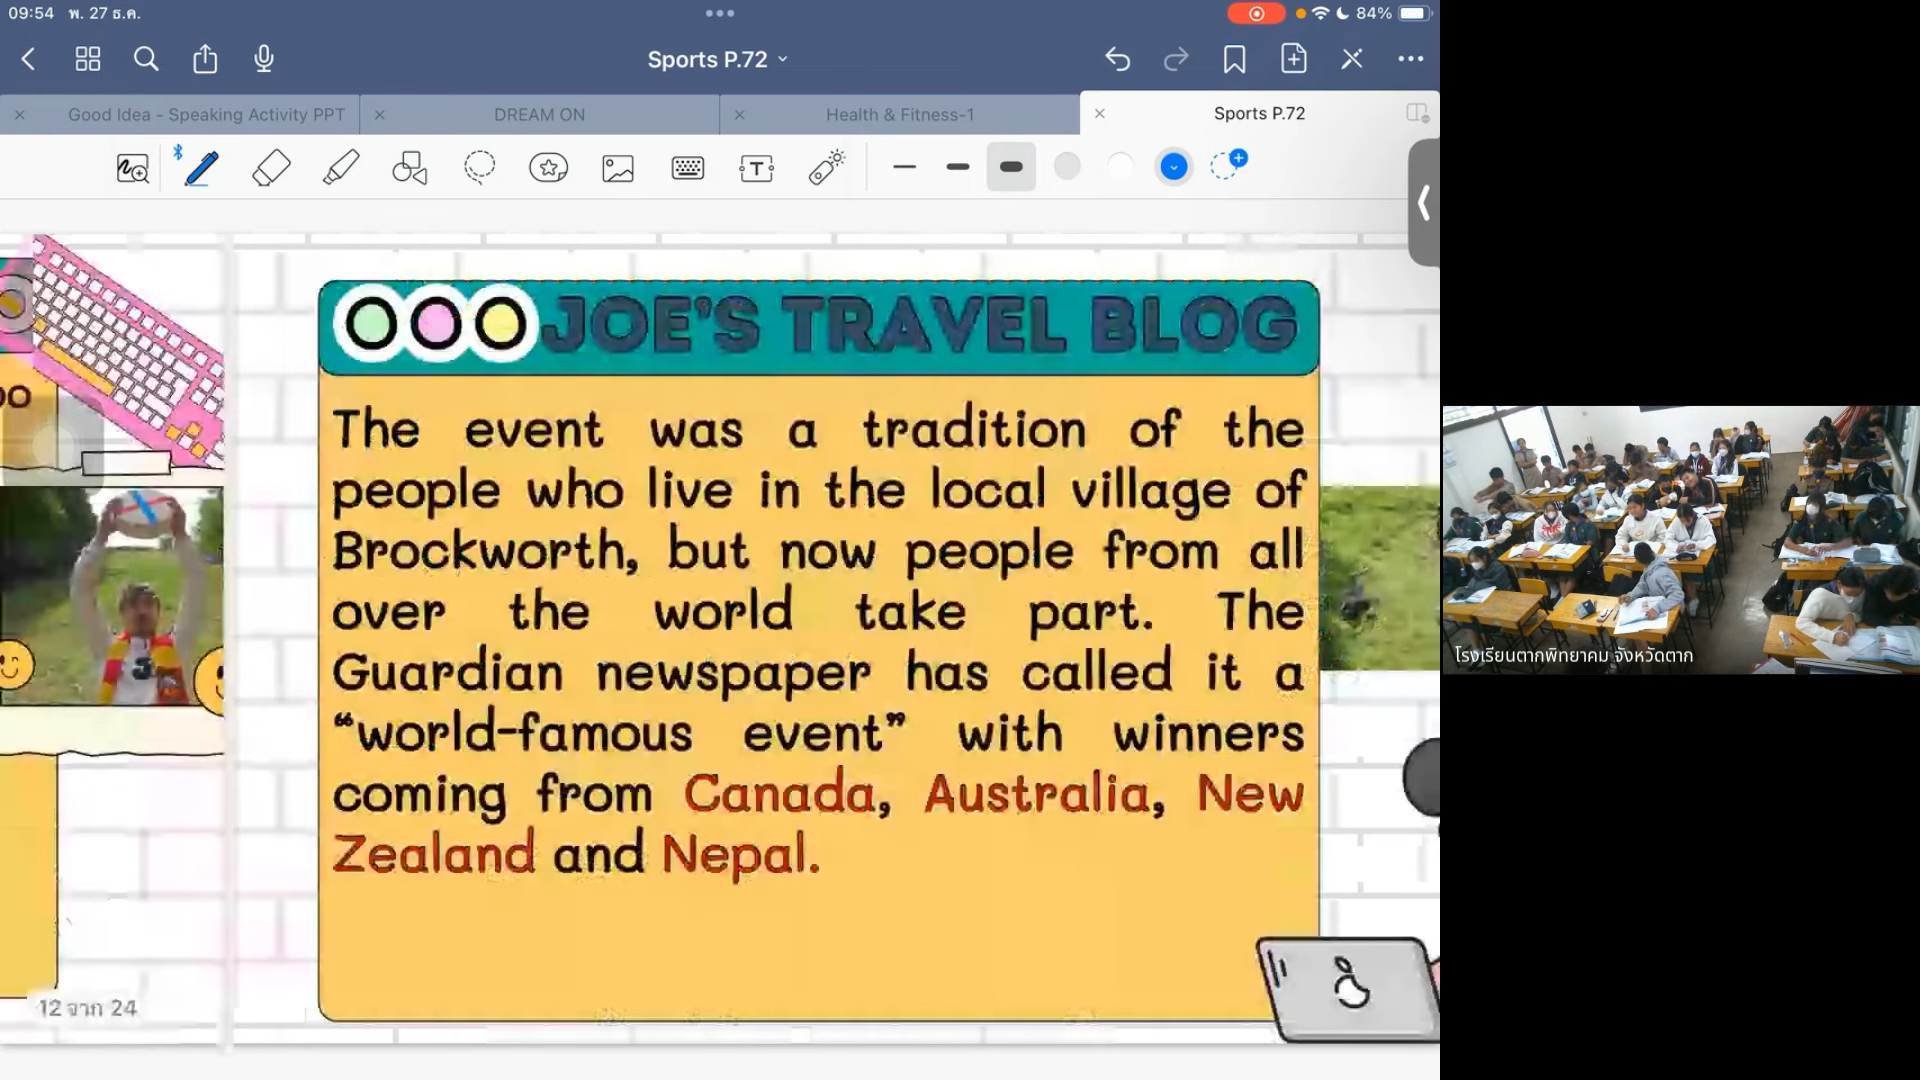 09:54 พ. 27 ธ.ค.
84%
Sports P.72
Good Idea - Speaking Activity PPT
DREAM ON
Health & Fitness-1
Sports P.72
T
JOE'S TRAVEL BLOG
The event was a tradition of the
people who live in the local village of
Brockworth, but now people from all
over the world take part. The
Guardian newspaper has called it a
“world-famous event” with winners
coming from Canada, Australia, New
Zealand and Nepal.
12 จาก 24
โรงเรียนตากพิทยาคม จังหวัดตาก